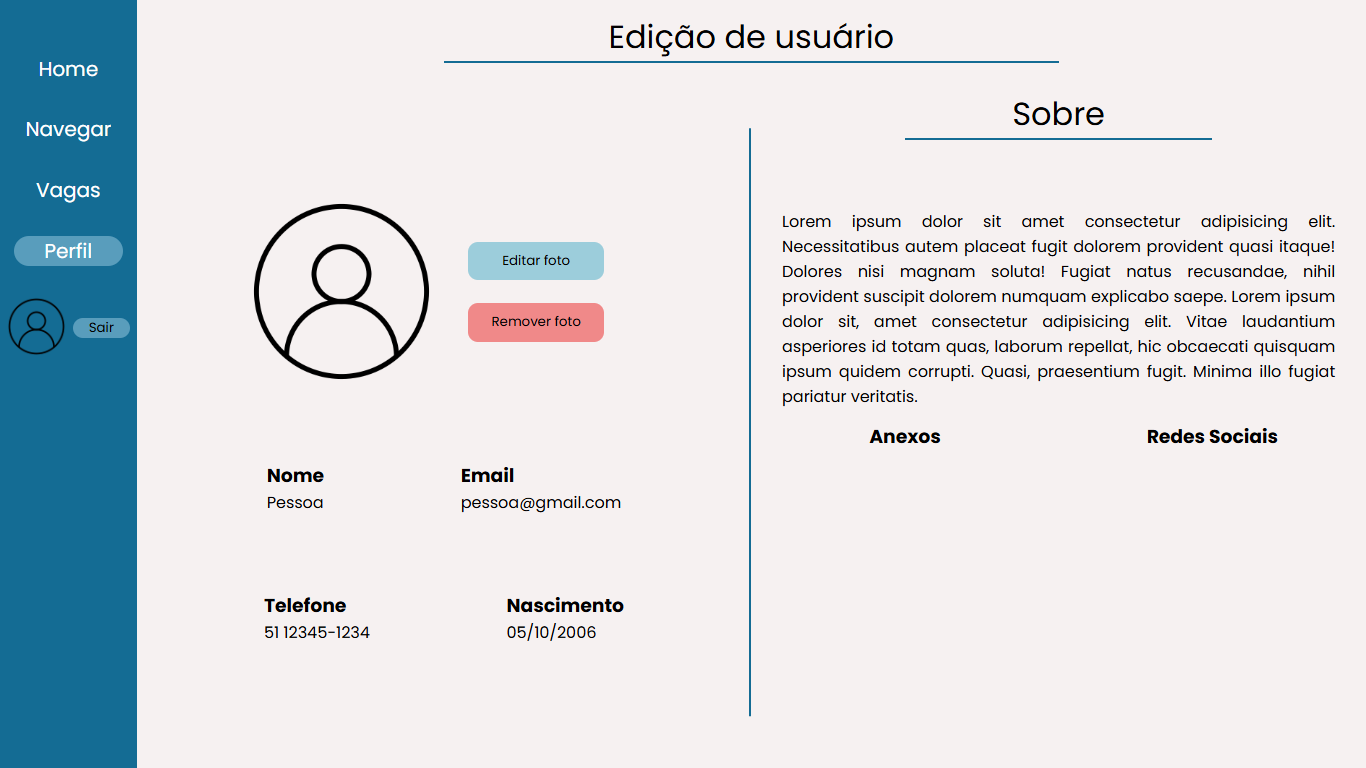 Home
Navegar
Vagas
Perfil
Sair
Edição de usuário
Editar foto
Remover foto
Nome
Pessoa
Email
pessoa@gmail.com
Telefone
51 12345-1234
Nascimento
05/10/2006
Sobre
Lorem ipsum dolor sit amet consectetur adipisicing elit.
Necessitatibus autem placeat fugit dolorem provident quasi itaque!
Dolores nisi magnam soluta! Fugiat natus recusandae, nihil
provident suscipit dolorem numquam explicabo saepe. Lorem ipsum
dolor sit, amet consectetur adipisicing elit. Vitae laudantium
asperiores id totam quas, laborum repellat, hic obcaecati quisquam
ipsum quidem corrupti. Quasi, praesentium fugit. Minima illo fugiat
pariatur veritatis.
Anexos
Redes Sociais